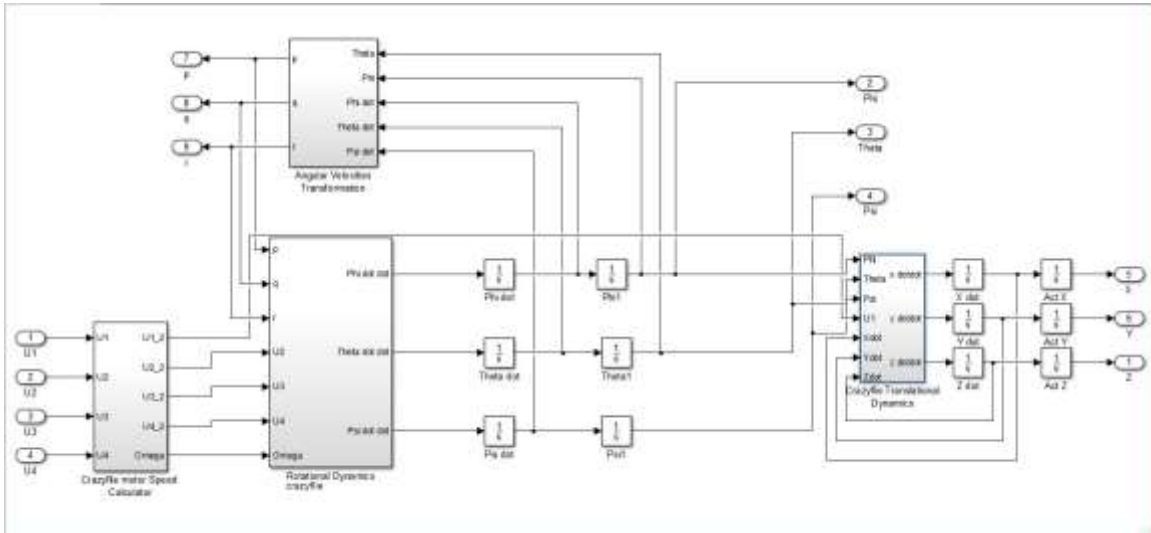 7
P
8
9
r
P
r
Theta
Phi
Phi dot
Theta dot
Psi dot
Angular Velocities
Transformation
2
Phi
3
Theta
4
Psi
1
U1
2
U2
3
U3
4
U4
U1
U2
U3
U4
U1_2
U2_2
U3_2
U4_2
Omega
Crazyflie motor Speed
Calculator
p
q
r
U2
U3
U4
Omega
Phi dot dot
Theta dot dot
Psi dot dot
Rotational Dynamics
crazyflie
1
s
Phi dot
1
s
Phi1
1
s
Theta dot
1
s
Theta1
1
s
Psi dot
1
s
Psi1
Phi
Theta
Psi
U1
Xdot
Ydot
Zdot
x dotdot
y dotdot
z dotdot
Crazyflie Translational
Dynamics
1
s
X dot
1
s
Y dot
1
s
Z dot
1
s
Act X
1
s
Act Y
1
s
Act Z
5
6
Y
1
Z